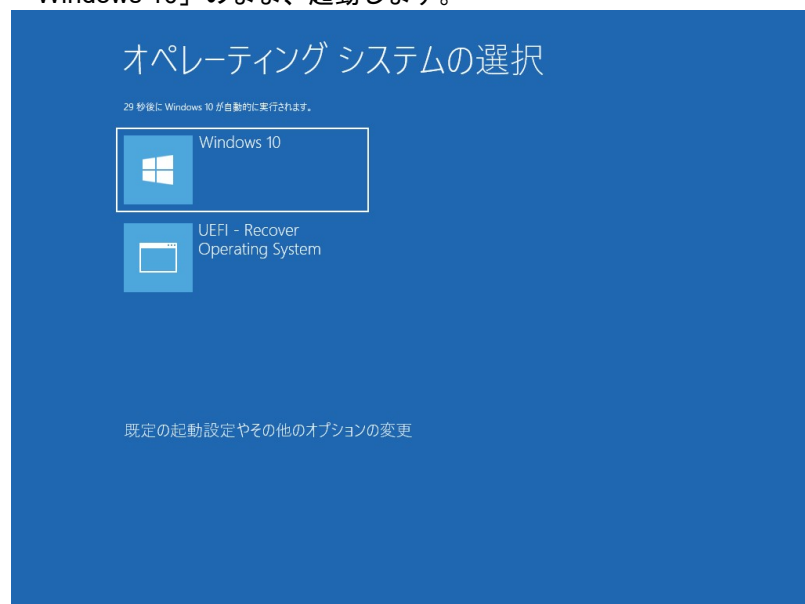 Windows 10」のまま、起動します。
オペレーティング システムの選択
29 秒後に Windows 10 が自動的に実行されます。
Windows 10
UEFI - Recover
Operating System
既定の起動設定やその他のオプションの変更